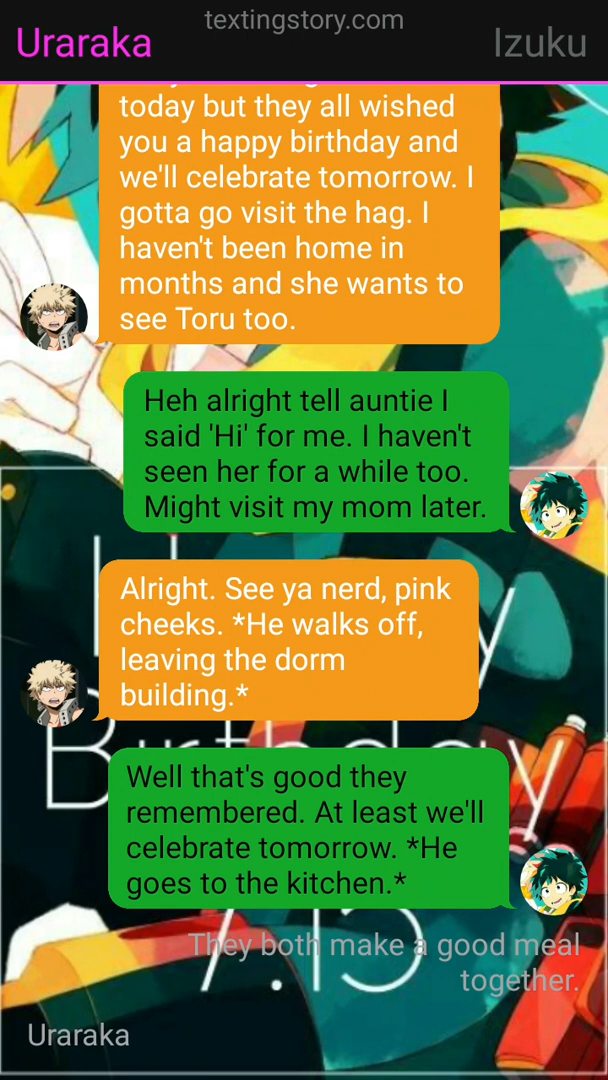 textingstory.com
Uraraka
Izuku
today but they all wished
you a happy birthday and
we'll celebrate tomorrow. I
gotta go visit the hag. I
haven't been home in
months and she wants to
see Toru too.
Heh alright tell auntie I
said 'Hi' for me. I haven't
seen her for a while too.
Might visit my mom later.
Alright. See ya nerd, pink
cheeks. *He walks off,
leaving the dorm
building.*
Birthday
Well that's good they
remembered. At least we'll
celebrate tomorrow. *He
goes to the kitchen.*
7.15
They both make a good meal
together.
Uraraka